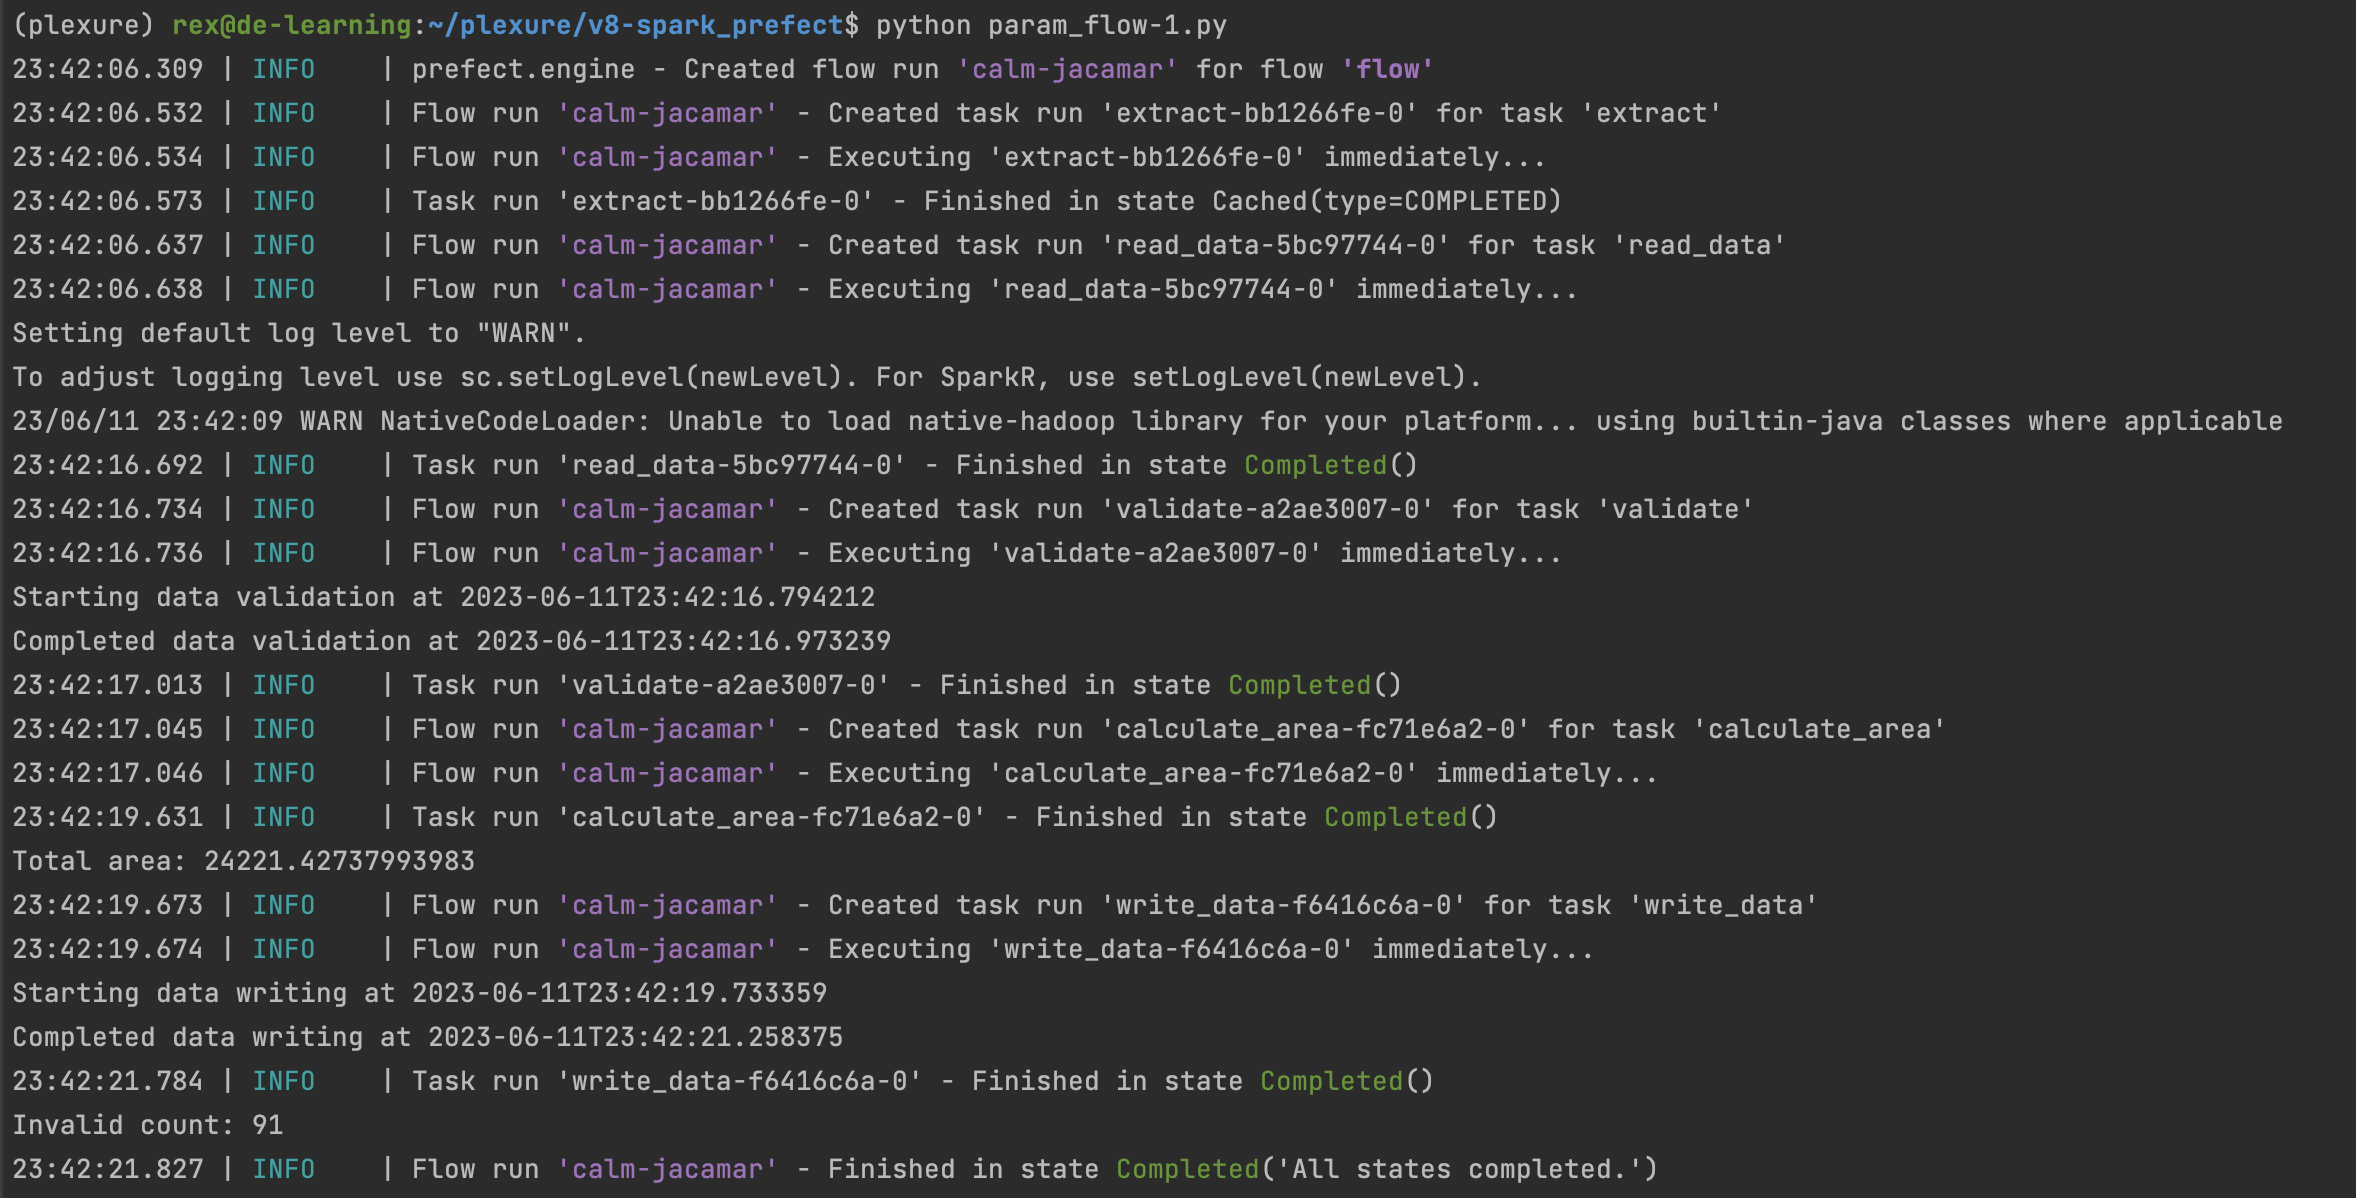 (plexure) rex@de-learning:~/plexure/v8-spark_prefect$ python param_flow-1.py
23:42:06.309 | INFO    | prefect.engine - Created flow run 'calm-jacamar' for flow 'flow'
23:42:06.532 | INFO    | Flow run 'calm-jacamar' - Created task run 'extract-bb1266fe-0' for task 'extract'
23:42:06.534 | INFO    | Flow run 'calm-jacamar' - Executing 'extract-bb1266fe-0' immediately...
23:42:06.573 | INFO    | Task run 'extract-bb1266fe-0' - Finished in state Cached(type=COMPLETED)
23:42:06.637 | INFO    | Flow run 'calm-jacamar' - Created task run 'read_data-5bc97744-0' for task 'read_data'
23:42:06.638 | INFO    | Flow run 'calm-jacamar' - Executing 'read_data-5bc97744-0' immediately...
Setting default log level to "WARN".
To adjust logging level use sc.setLogLevel(newLevel). For SparkR, use setLogLevel(newLevel).
23/06/11 23:42:09 WARN NativeCodeLoader: Unable to load native-hadoop library for your platform... using builtin-java classes where applicable
23:42:16.692 | INFO    | Task run 'read_data-5bc97744-0' - Finished in state Completed()
23:42:16.734 | INFO    | Flow run 'calm-jacamar' - Created task run 'validate-a2ae3007-0' for task 'validate'
23:42:16.736 | INFO    | Flow run 'calm-jacamar' - Executing 'validate-a2ae3007-0' immediately...
Starting data validation at 2023-06-11T23:42:16.794212
Completed data validation at 2023-06-11T23:42:16.973239
23:42:17.013 | INFO    | Task run 'validate-a2ae3007-0' - Finished in state Completed()
23:42:17.045 | INFO    | Flow run 'calm-jacamar' - Created task run 'calculate_area-fc71e6a2-0' for task 'calculate_area'
23:42:17.046 | INFO    | Flow run 'calm-jacamar' - Executing 'calculate_area-fc71e6a2-0' immediately...
23:42:19.631 | INFO    | Task run 'calculate_area-fc71e6a2-0' - Finished in state Completed()
Total area: 24221.42737993983
23:42:19.673 | INFO    | Flow run 'calm-jacamar' - Created task run 'write_data-f6416c6a-0' for task 'write_data'
23:42:19.674 | INFO    | Flow run 'calm-jacamar' - Executing 'write_data-f6416c6a-0' immediately...
Starting data writing at 2023-06-11T23:42:19.733359
Completed data writing at 2023-06-11T23:42:21.258375
23:42:21.784 | INFO    | Task run 'write_data-f6416c6a-0' - Finished in state Completed()
Invalid count: 91
23:42:21.827 | INFO    | Flow run 'calm-jacamar' - Finished in state Completed('All states completed.')